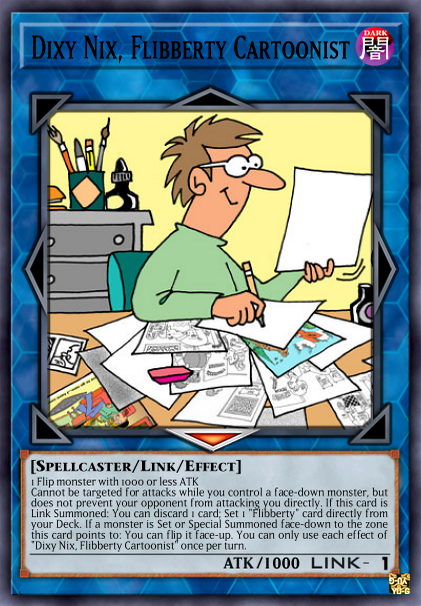 Dixy Nix, Flibberty Cartoonist
DARK
闇
[Spellcaster/Link/Effect]
1 Flip monster with 1000 or less ATK
Cannot be targeted for attacks while you control a face-down monster, but
does not prevent your opponent from attacking you directly. If this card is
Link Summoned: You can discard 1 card; Set 1 "Flibberty" card directly from
your Deck. If a monster is Set or Special Summoned face-down to the zone
this card points to: You can flip it face-up. You can only use each effect of
"Dixy Nix, Flibberty Cartoonist" once per turn.
ATK/1000 LINK- 1